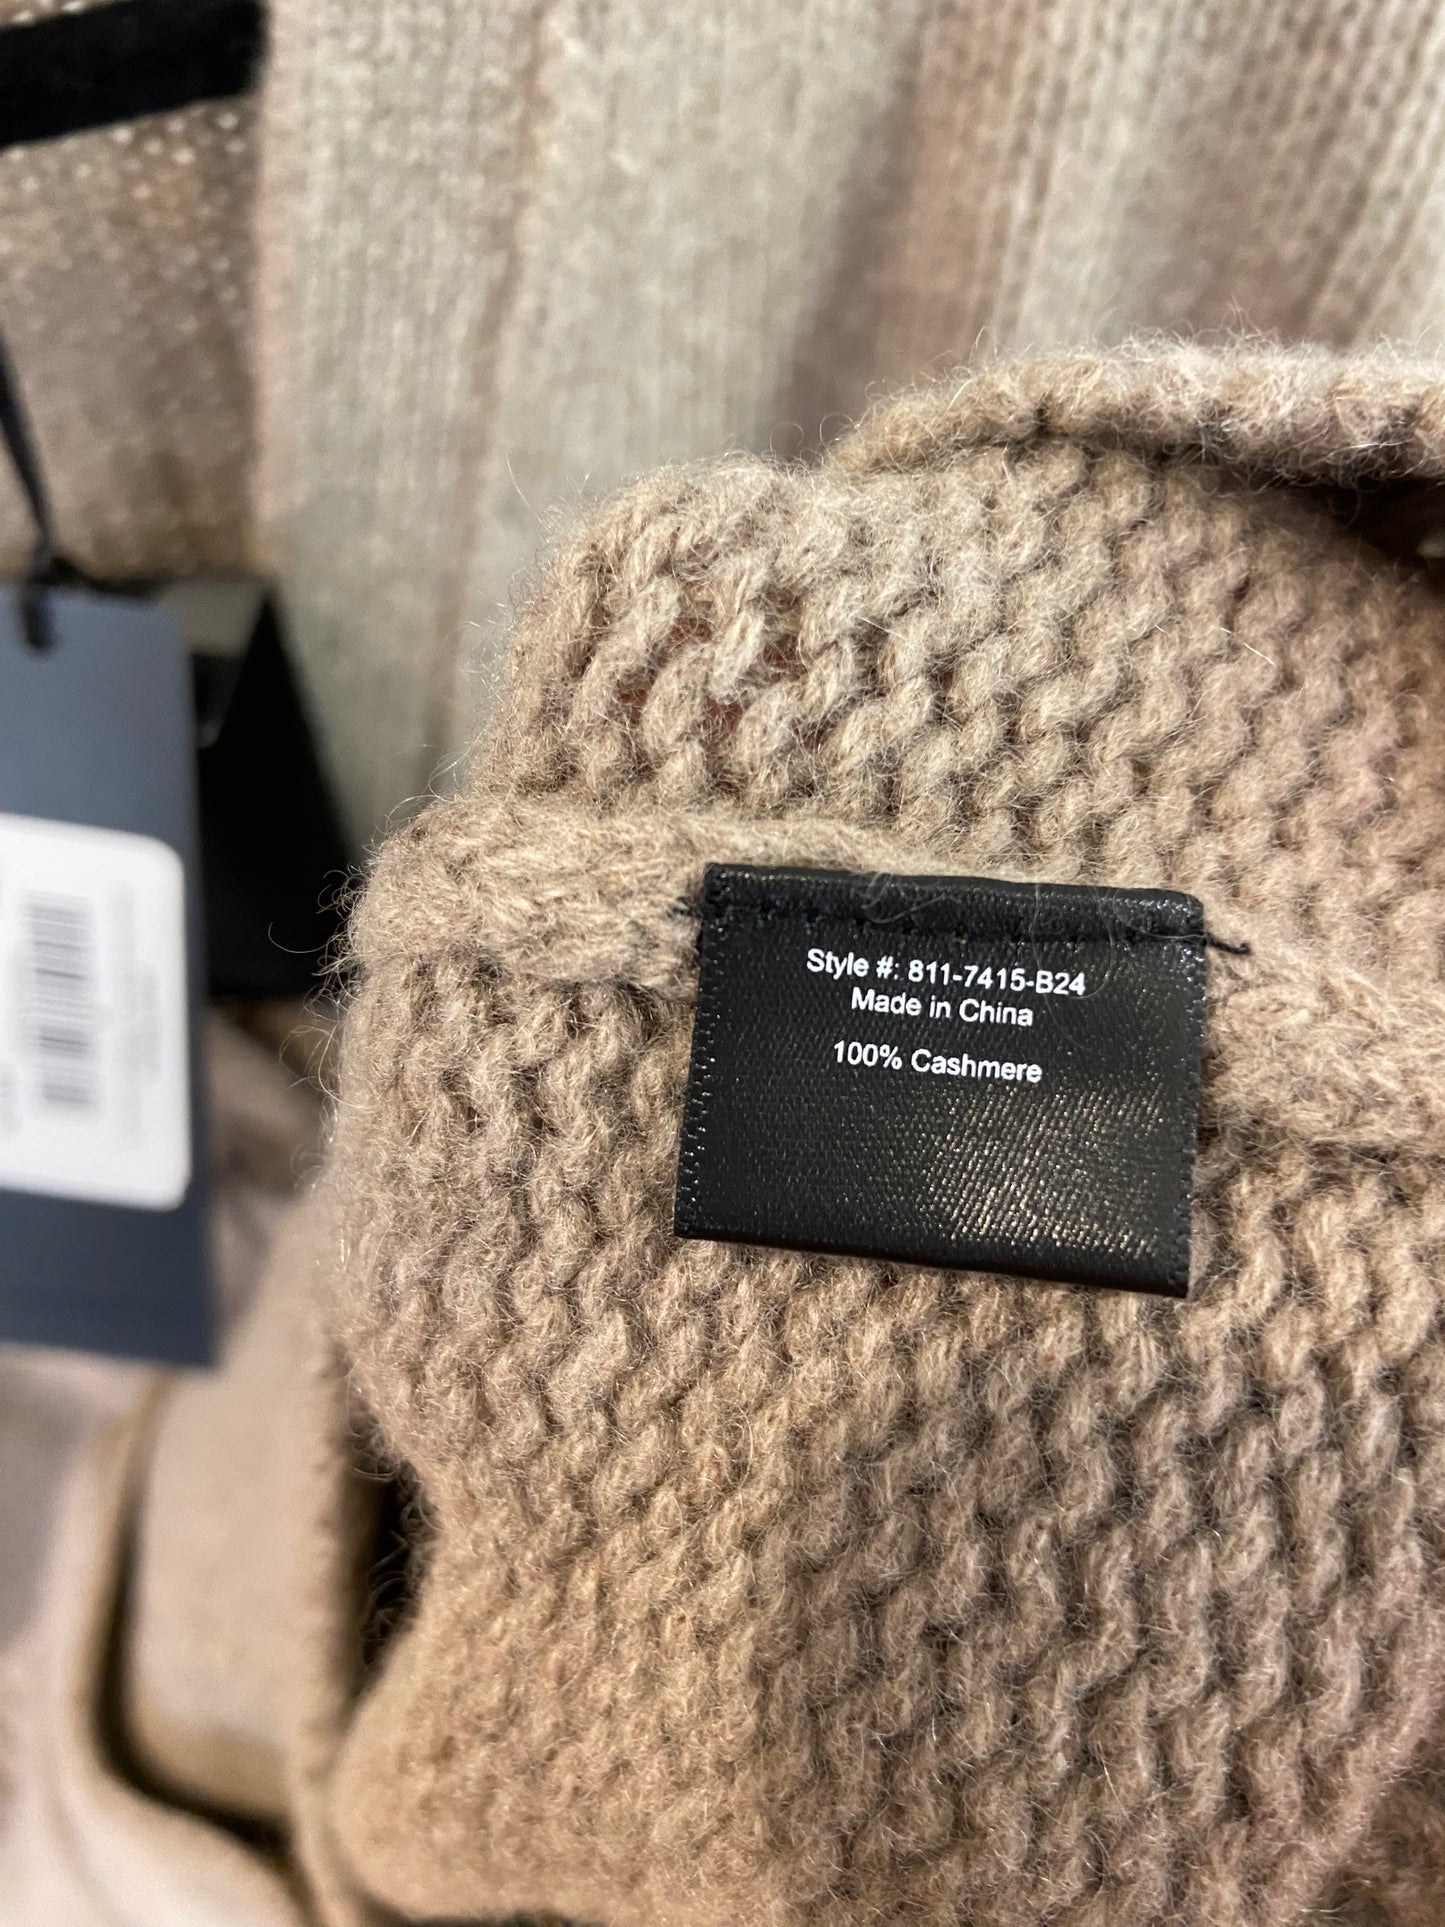 Style #: 811-7415-B24
Made in China
100% Cashmere